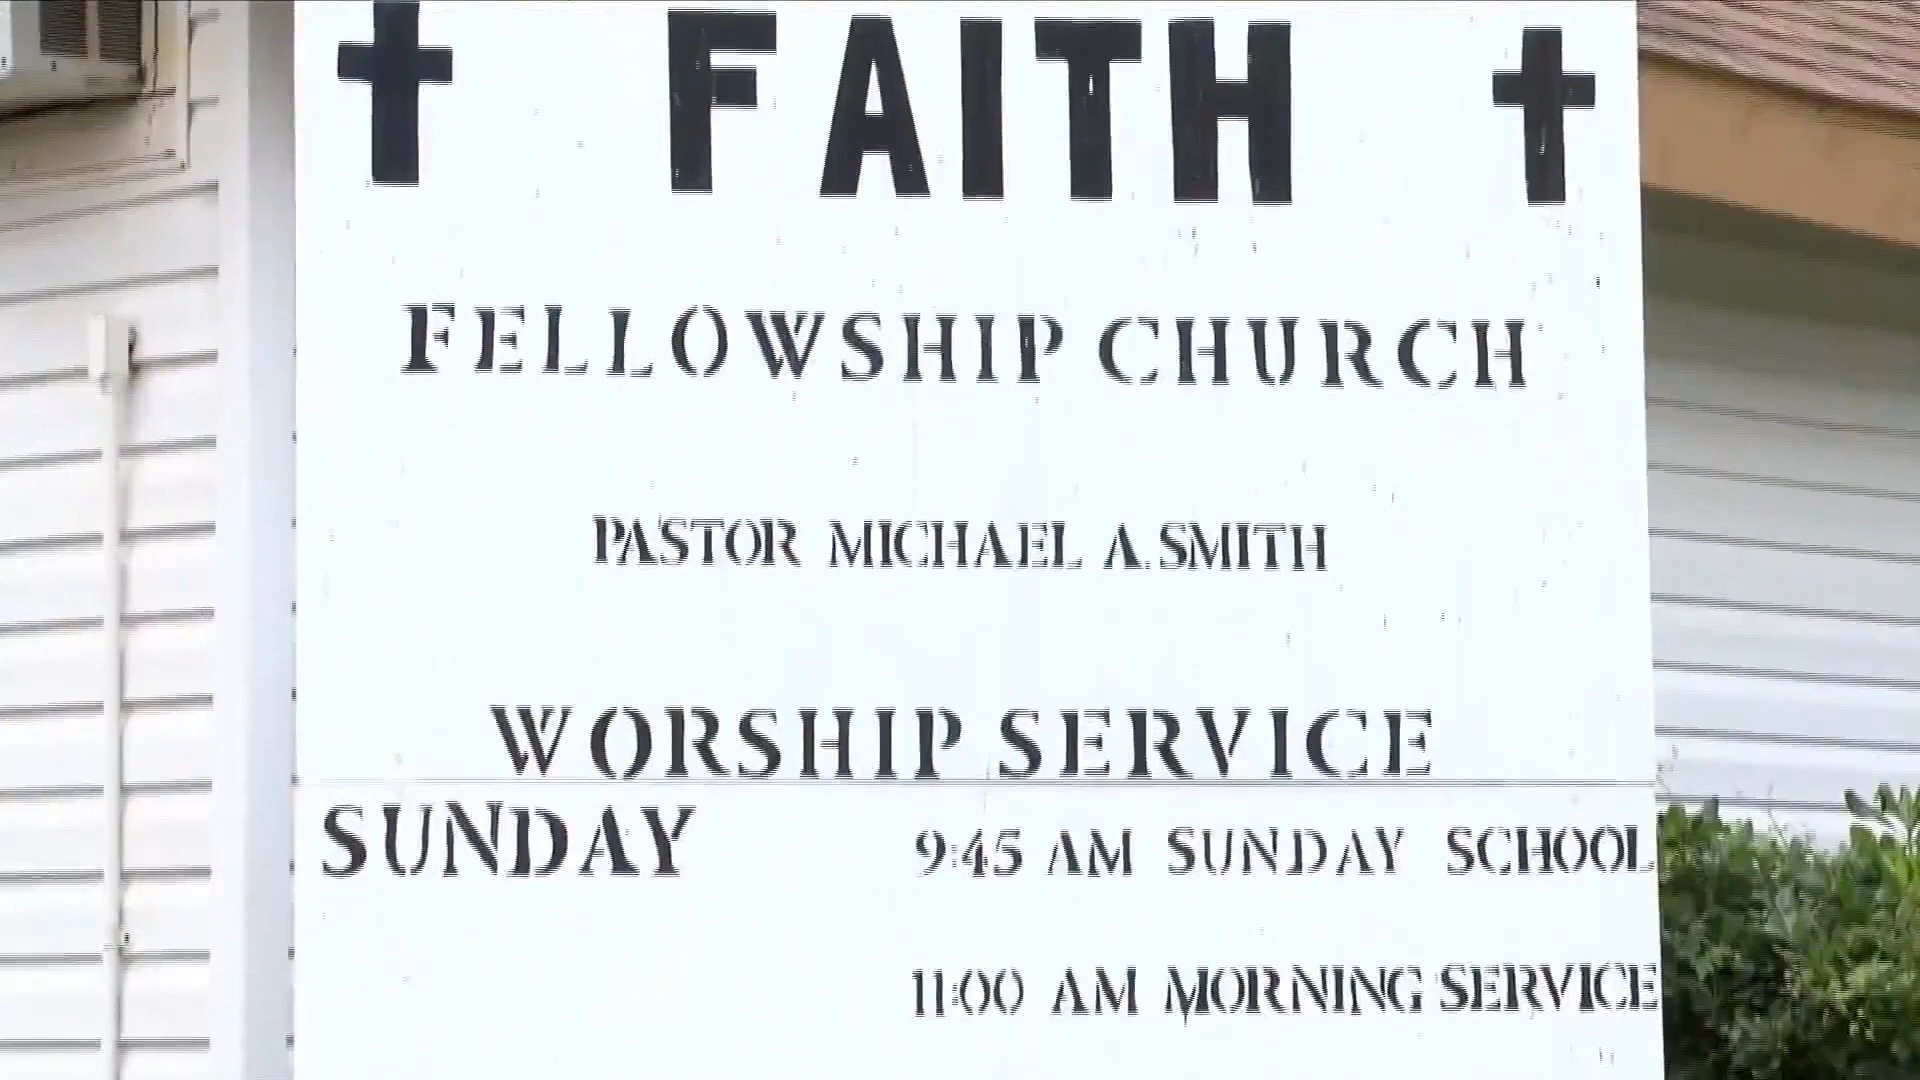 FAITH
FELLOWSHIP CHURCH
PASTOR MICHAEL A. SMITH
WORSHIP SERVICE
SUNDAY 9:45 AM SUNDAY SCHOOL
11:00 AM MORNING SERVICE